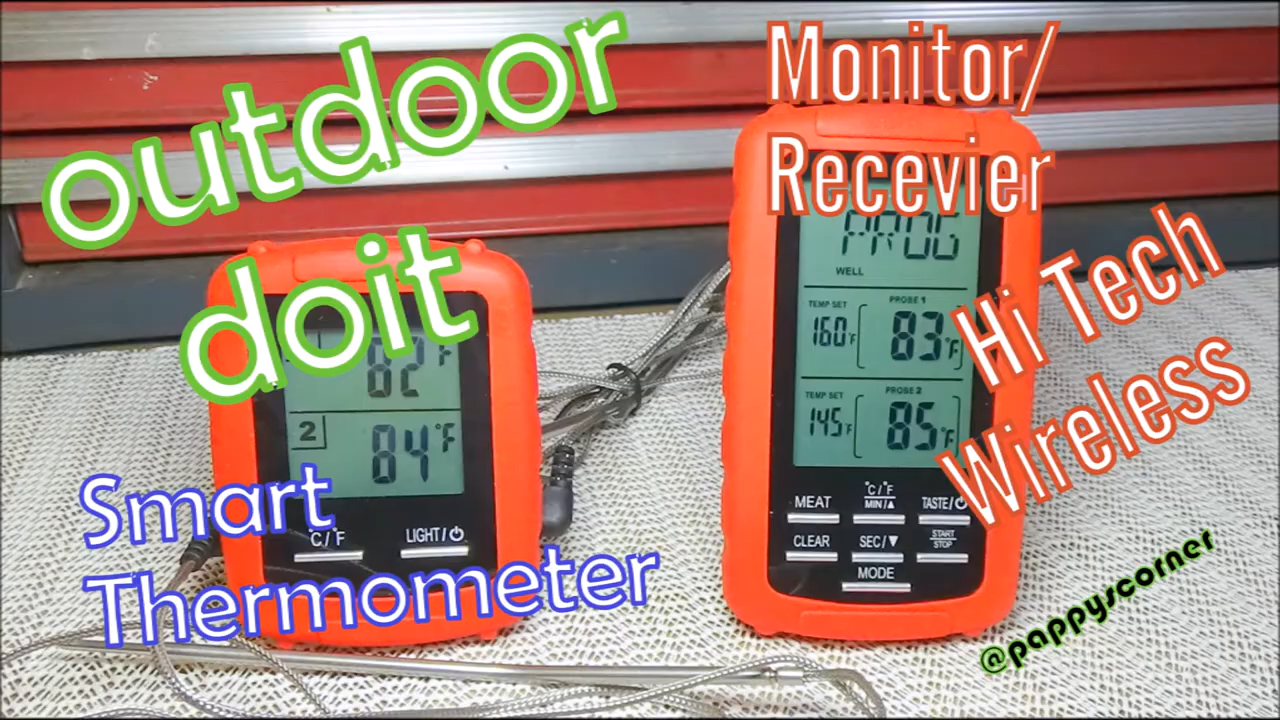 outdoor
doit
Monitor/
Recevier
Hi Tech
Wireless
Smart
Thermometer
@pappyscorner
82°F
2 84°F
°C/°F LIGHT/⏻
PROG
WELL
TEMP SET PROBE 1
160°F 83°F
TEMP SET PROBE 2
145°F 85°F
MEAT °C/°F MIN/▲ TASTE/⏻
CLEAR SEC/▼ START STOP
MODE